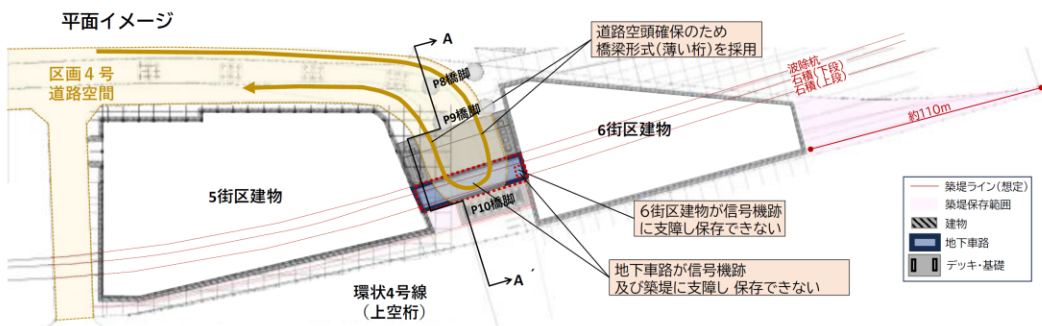 平面イメージ
A
道路空頭確保のため
橋梁形式(薄い桁)を採用
区画4号
道路空間
P8橋脚
P9橋脚
波除杭
石積(下段)
石積(上段)
約110m
6街区建物
5街区建物
P10橋脚
6街区建物が信号機跡
に支障し保存できない
地下車路が信号機跡
及び築堤に支障し 保存できない
A´
環状4号線
(上空桁)
築堤ライン(想定)
築堤保存範囲
建物
地下車路
デッキ・基礎